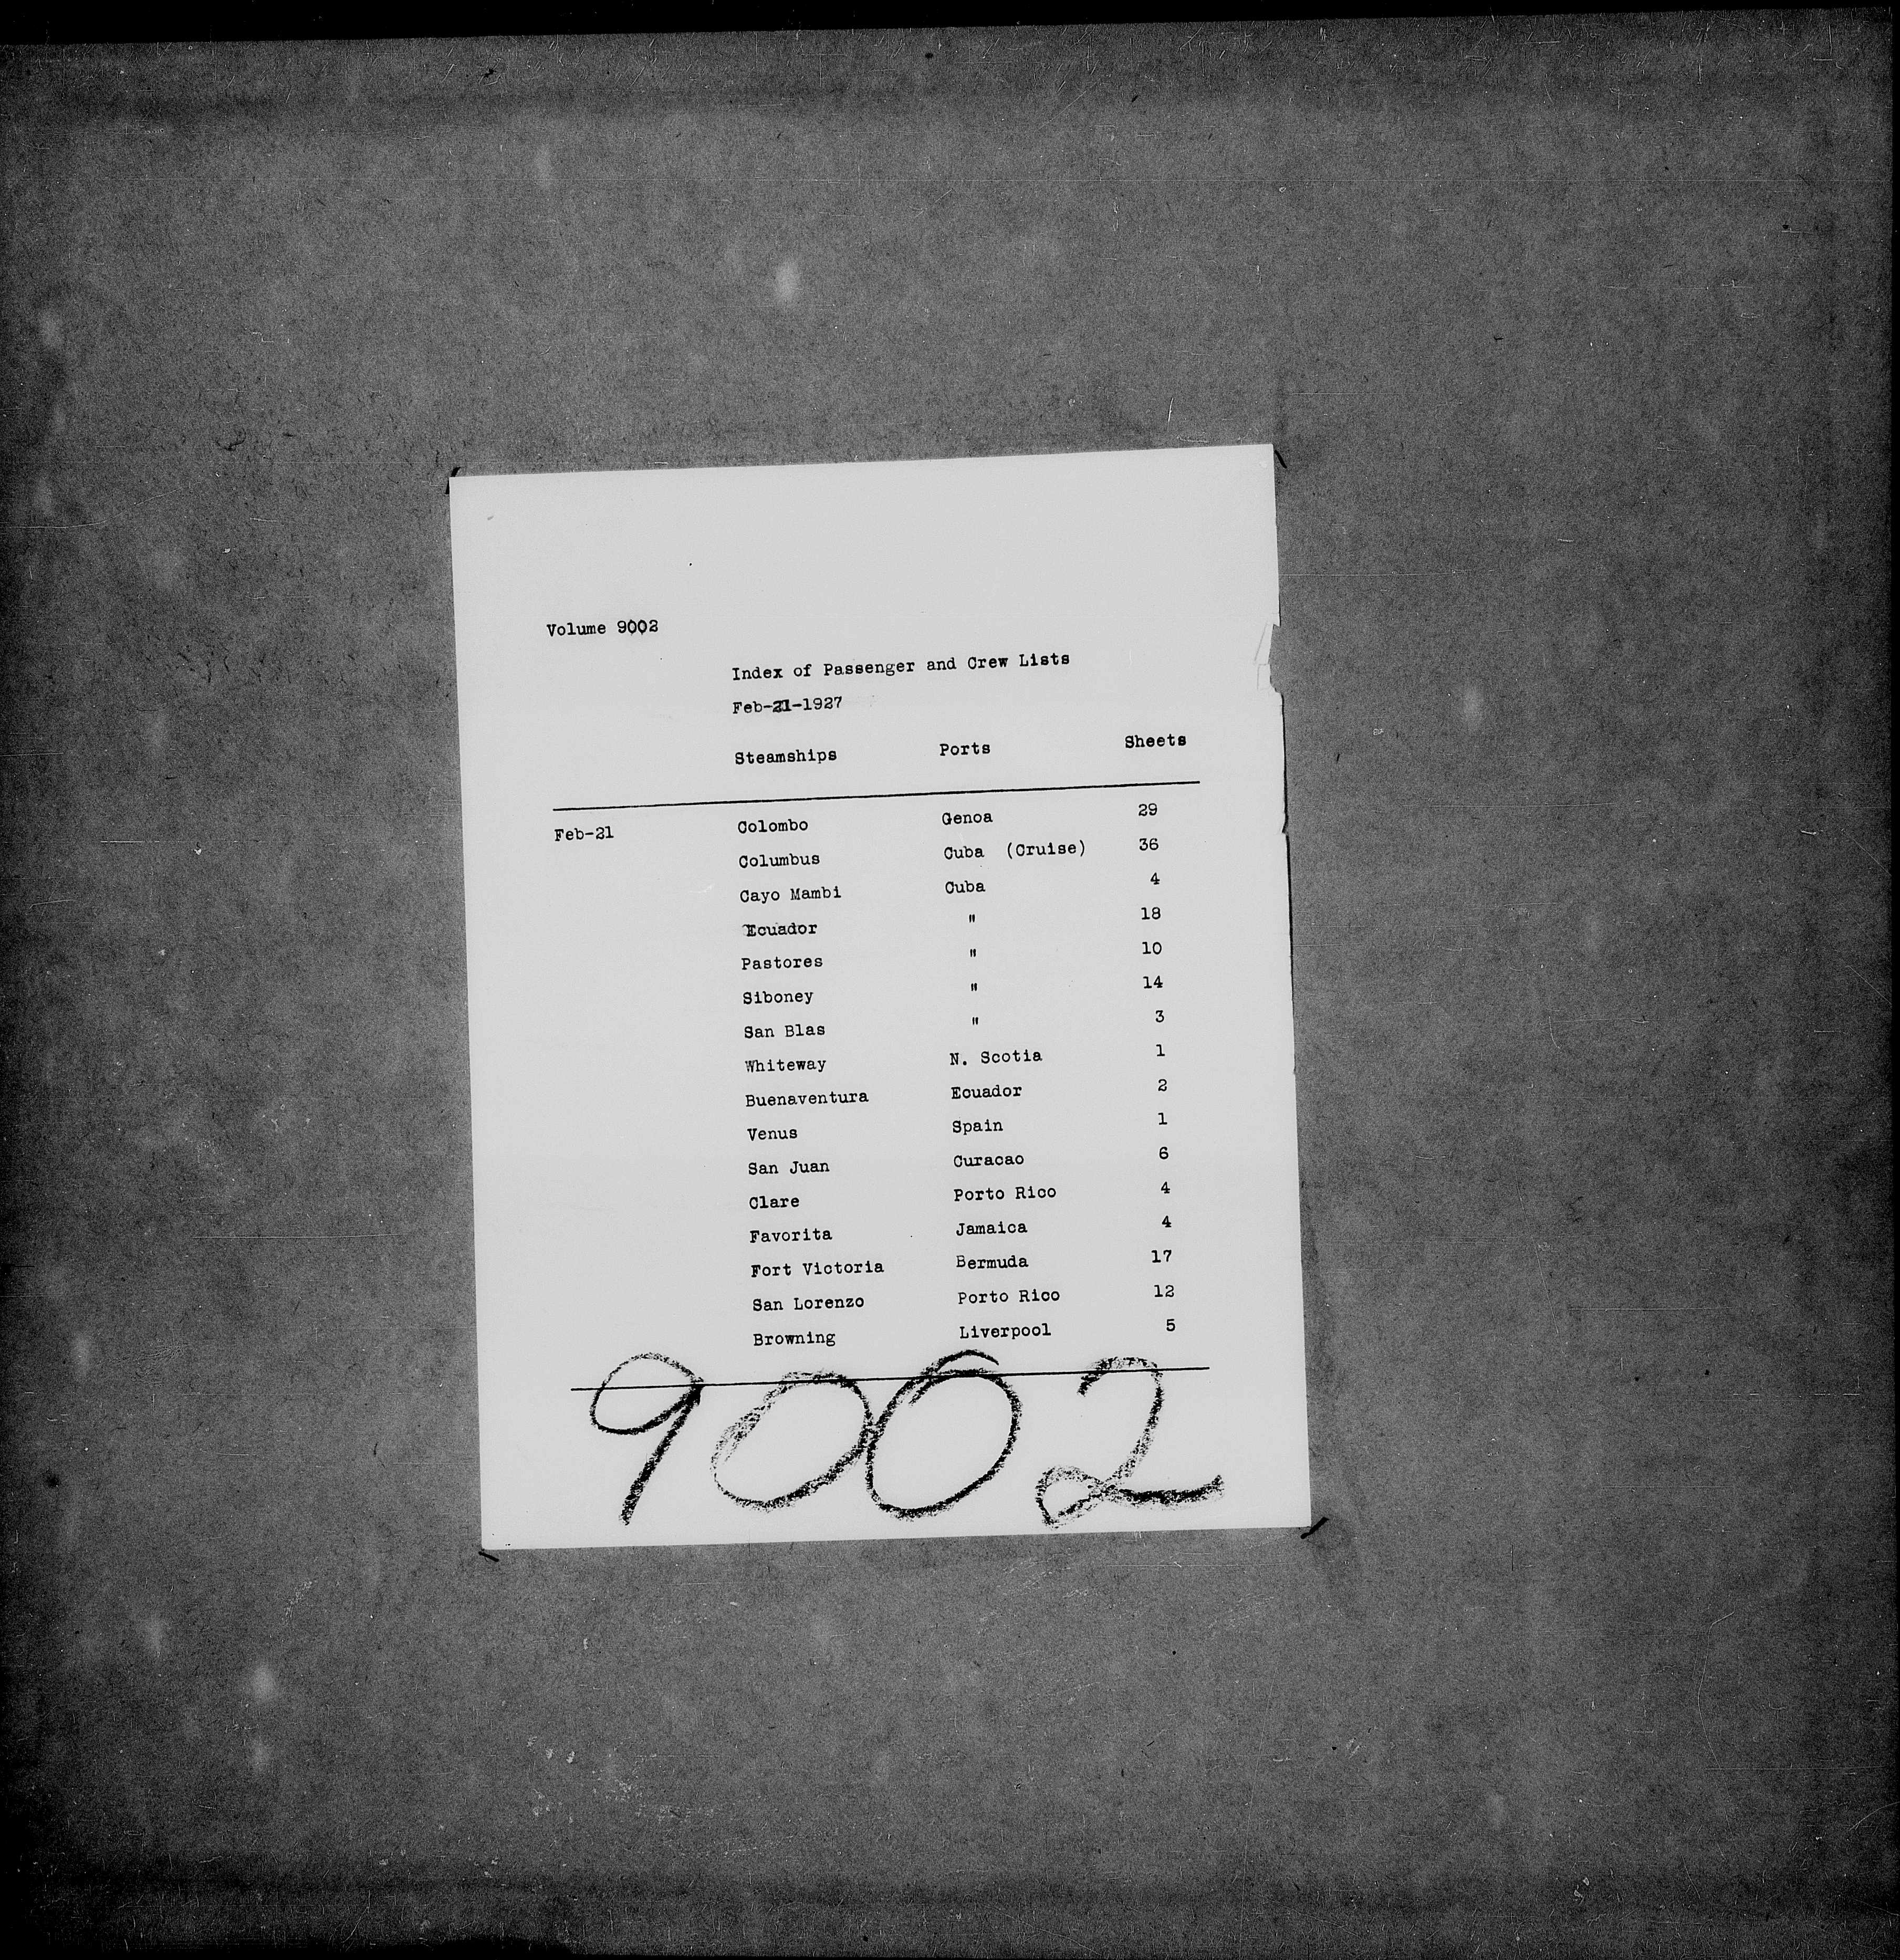 Volume 9002
Index of Passenger and Crew Lists
Feb-21-1927
Steamships Ports Sheets
Feb-21 Colombo Genoa 29
Columbus Cuba (Cruise) 36
Cayo Mambi Cuba 4
Ecuador " 18
Pastores " 10
Siboney " 14
San Blas " 3
Whiteway N. Scotia 1
Buenaventura Ecuador 2
Venus Spain 1
San Juan Curacao 6
Clare Porto Rico 4
Favorita Jamaica 4
Fort Victoria Bermuda 17
San Lorenzo Porto Rico 12
Browning Liverpool 5
9002